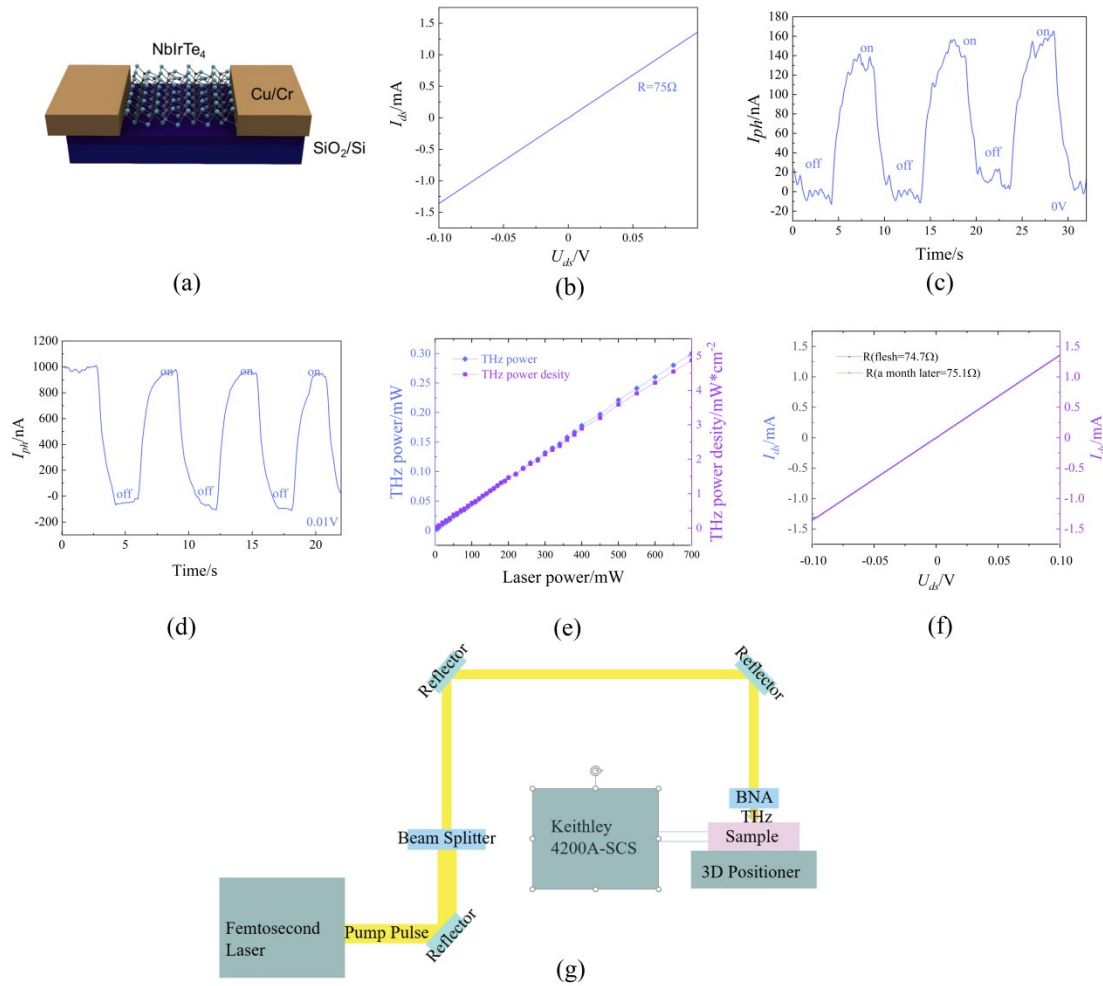 NbIrTe4
Cu/Cr
SiO2/Si
(a)
1.5
1.0
0.5
0
-0.5
-1.0
1.5
Ids/mA
R=75Ω
-0.10
-0.05
0
0.05
Uds/V
(b)
160
140
120
100
80
60
40
20
0
-20
Iph/nA
on
on
on
off
off
off
0V
0
5
10
15
20
25
30
Time/s
(c)
1200
1000
800
600
400
200
-0
-200
Iph/nA
on
on
on
off
off
off
0.01V
0
5
10
15
20
Time/s
(d)
0.30
0.25
0.20
0.15
0.10
0.05
0
THz power/mW
THz power
THz power desity
5
4
3
2
1
0
THz power desity/mW*cm-2
0
100
200
300
400
500
600
700
Laser power/mW
(e)
1.5
1.0
0.5
0
-0.5
-1.0
-1.5
Ids/mA
R(flesh=74.7Ω)
R(a month later=75.1Ω)
1.5
1.0
0.5
0
-0.5
-1.0
-1.5
Ids/mA
-0.10
-0.05
0
0.05
0.10
Uds/V
(f)
Reflector
Reflector
BNA
THz
Sample
3D Positioner
Keithley
4200A-SCS
Beam Splitter
Femtosecond
Laser
Pump Pulse
Reflector
(g)